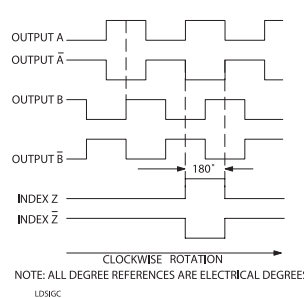 OUTPUT A
OUTPUT A̅
OUTPUT B
OUTPUT B̅
180°
INDEX Z
INDEX Z̅
CLOCKWISE ROTATION
NOTE: ALL DEGREE REFERENCES ARE ELECTRICAL DEGREES
LDSIGC